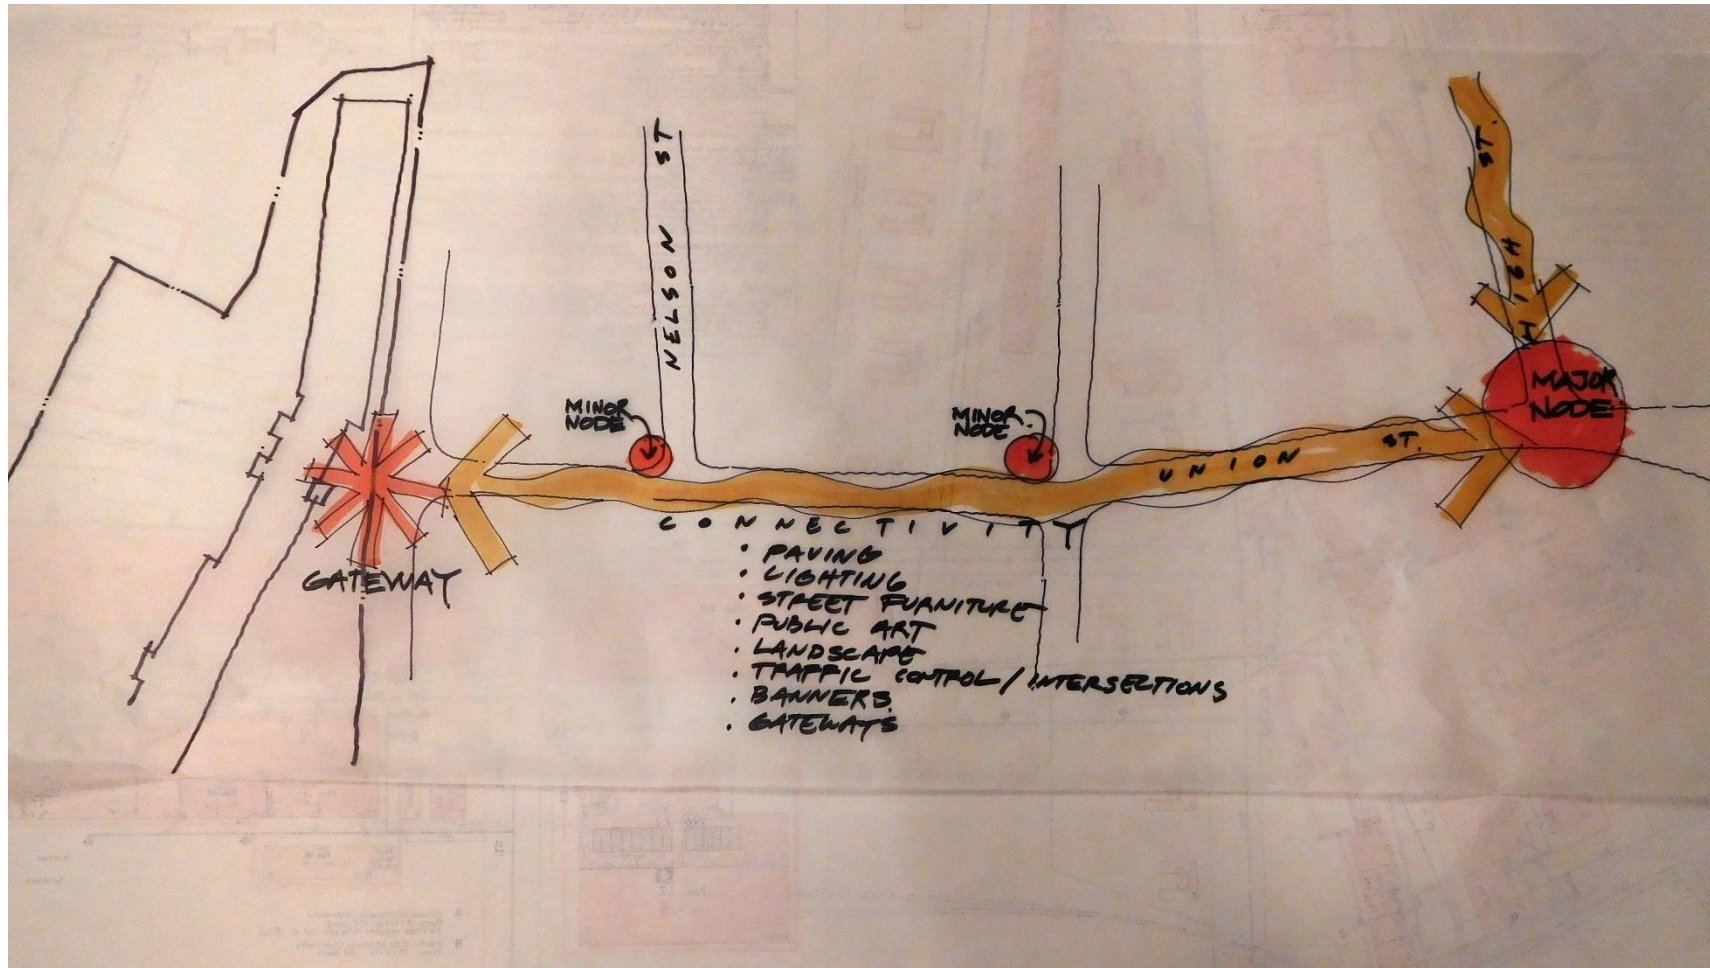 NELSON ST
HIGH ST.
MINOR
NODE
MINOR
NODE
MAJOR
NODE
UNION ST.
GATEWAY
CONNECTIVITY
• PAVING
• LIGHTING
• STREET FURNITURE
• PUBLIC ART
• LANDSCAPE
• TRAFFIC CONTROL / INTERSECTIONS
• BANNERS
• GATEWAYS